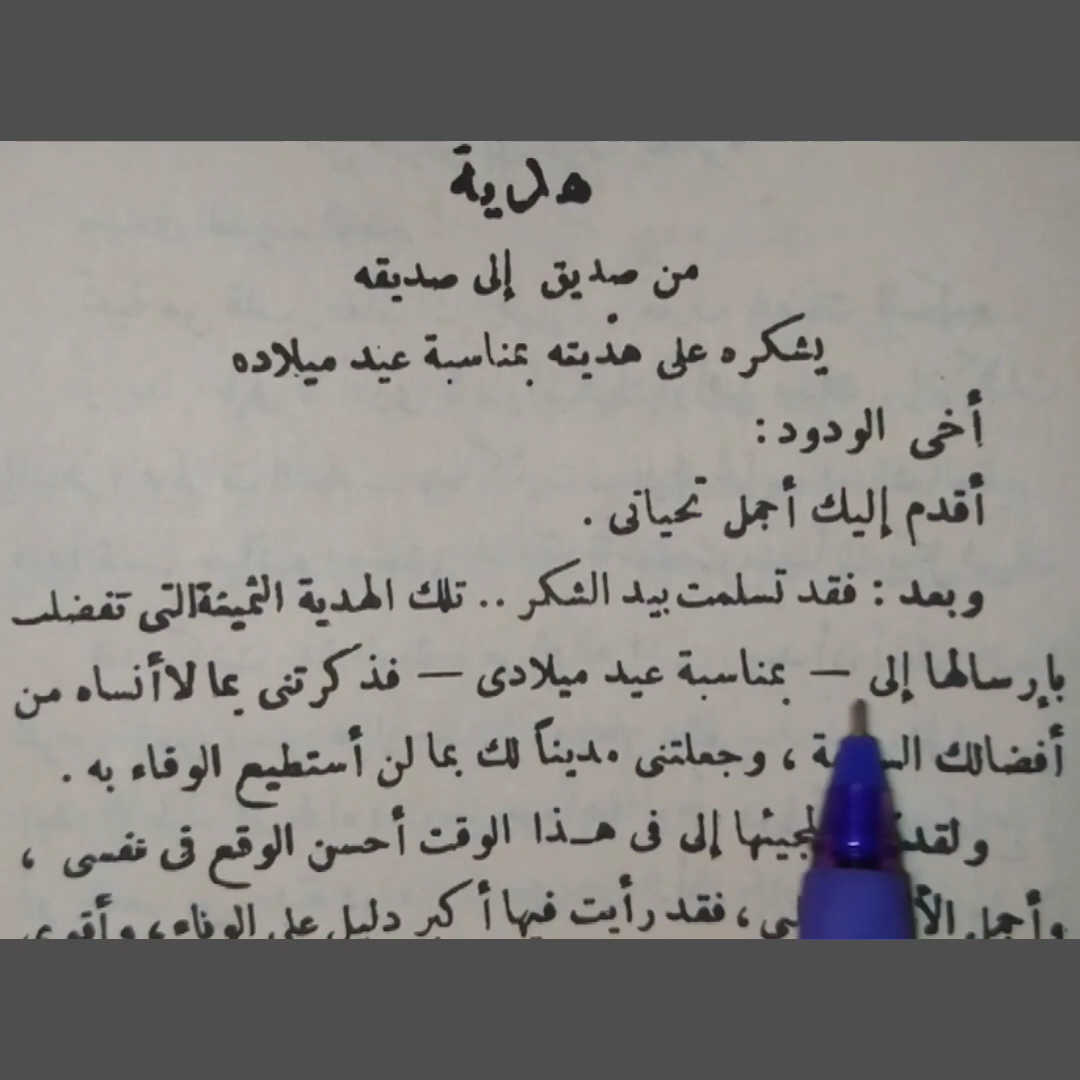 هدية
من صديق إلى صديقه
يشكره على هديته بمناسبة عيد ميلاده
أخى الودود :
أقدم إليك أجمل تحياتى .
وبعد : فقد تسلمت بيد الشكر .. تلك الهدية الثمينة التى تفضلت
بإرسالها إلى — بمناسبة عيد ميلادى — فذكرتنى بما لا أنساه من
أفضالك ، وجعلتنى مديناً لك بما لن أستطيع الوفاء به .
لمجيئها إلى فى هذا الوقت أحسن الوقع فى نفسى ،
وأجمل ، فقد رأيت فيها أكبر دليل على الوفاء ، وأقوى